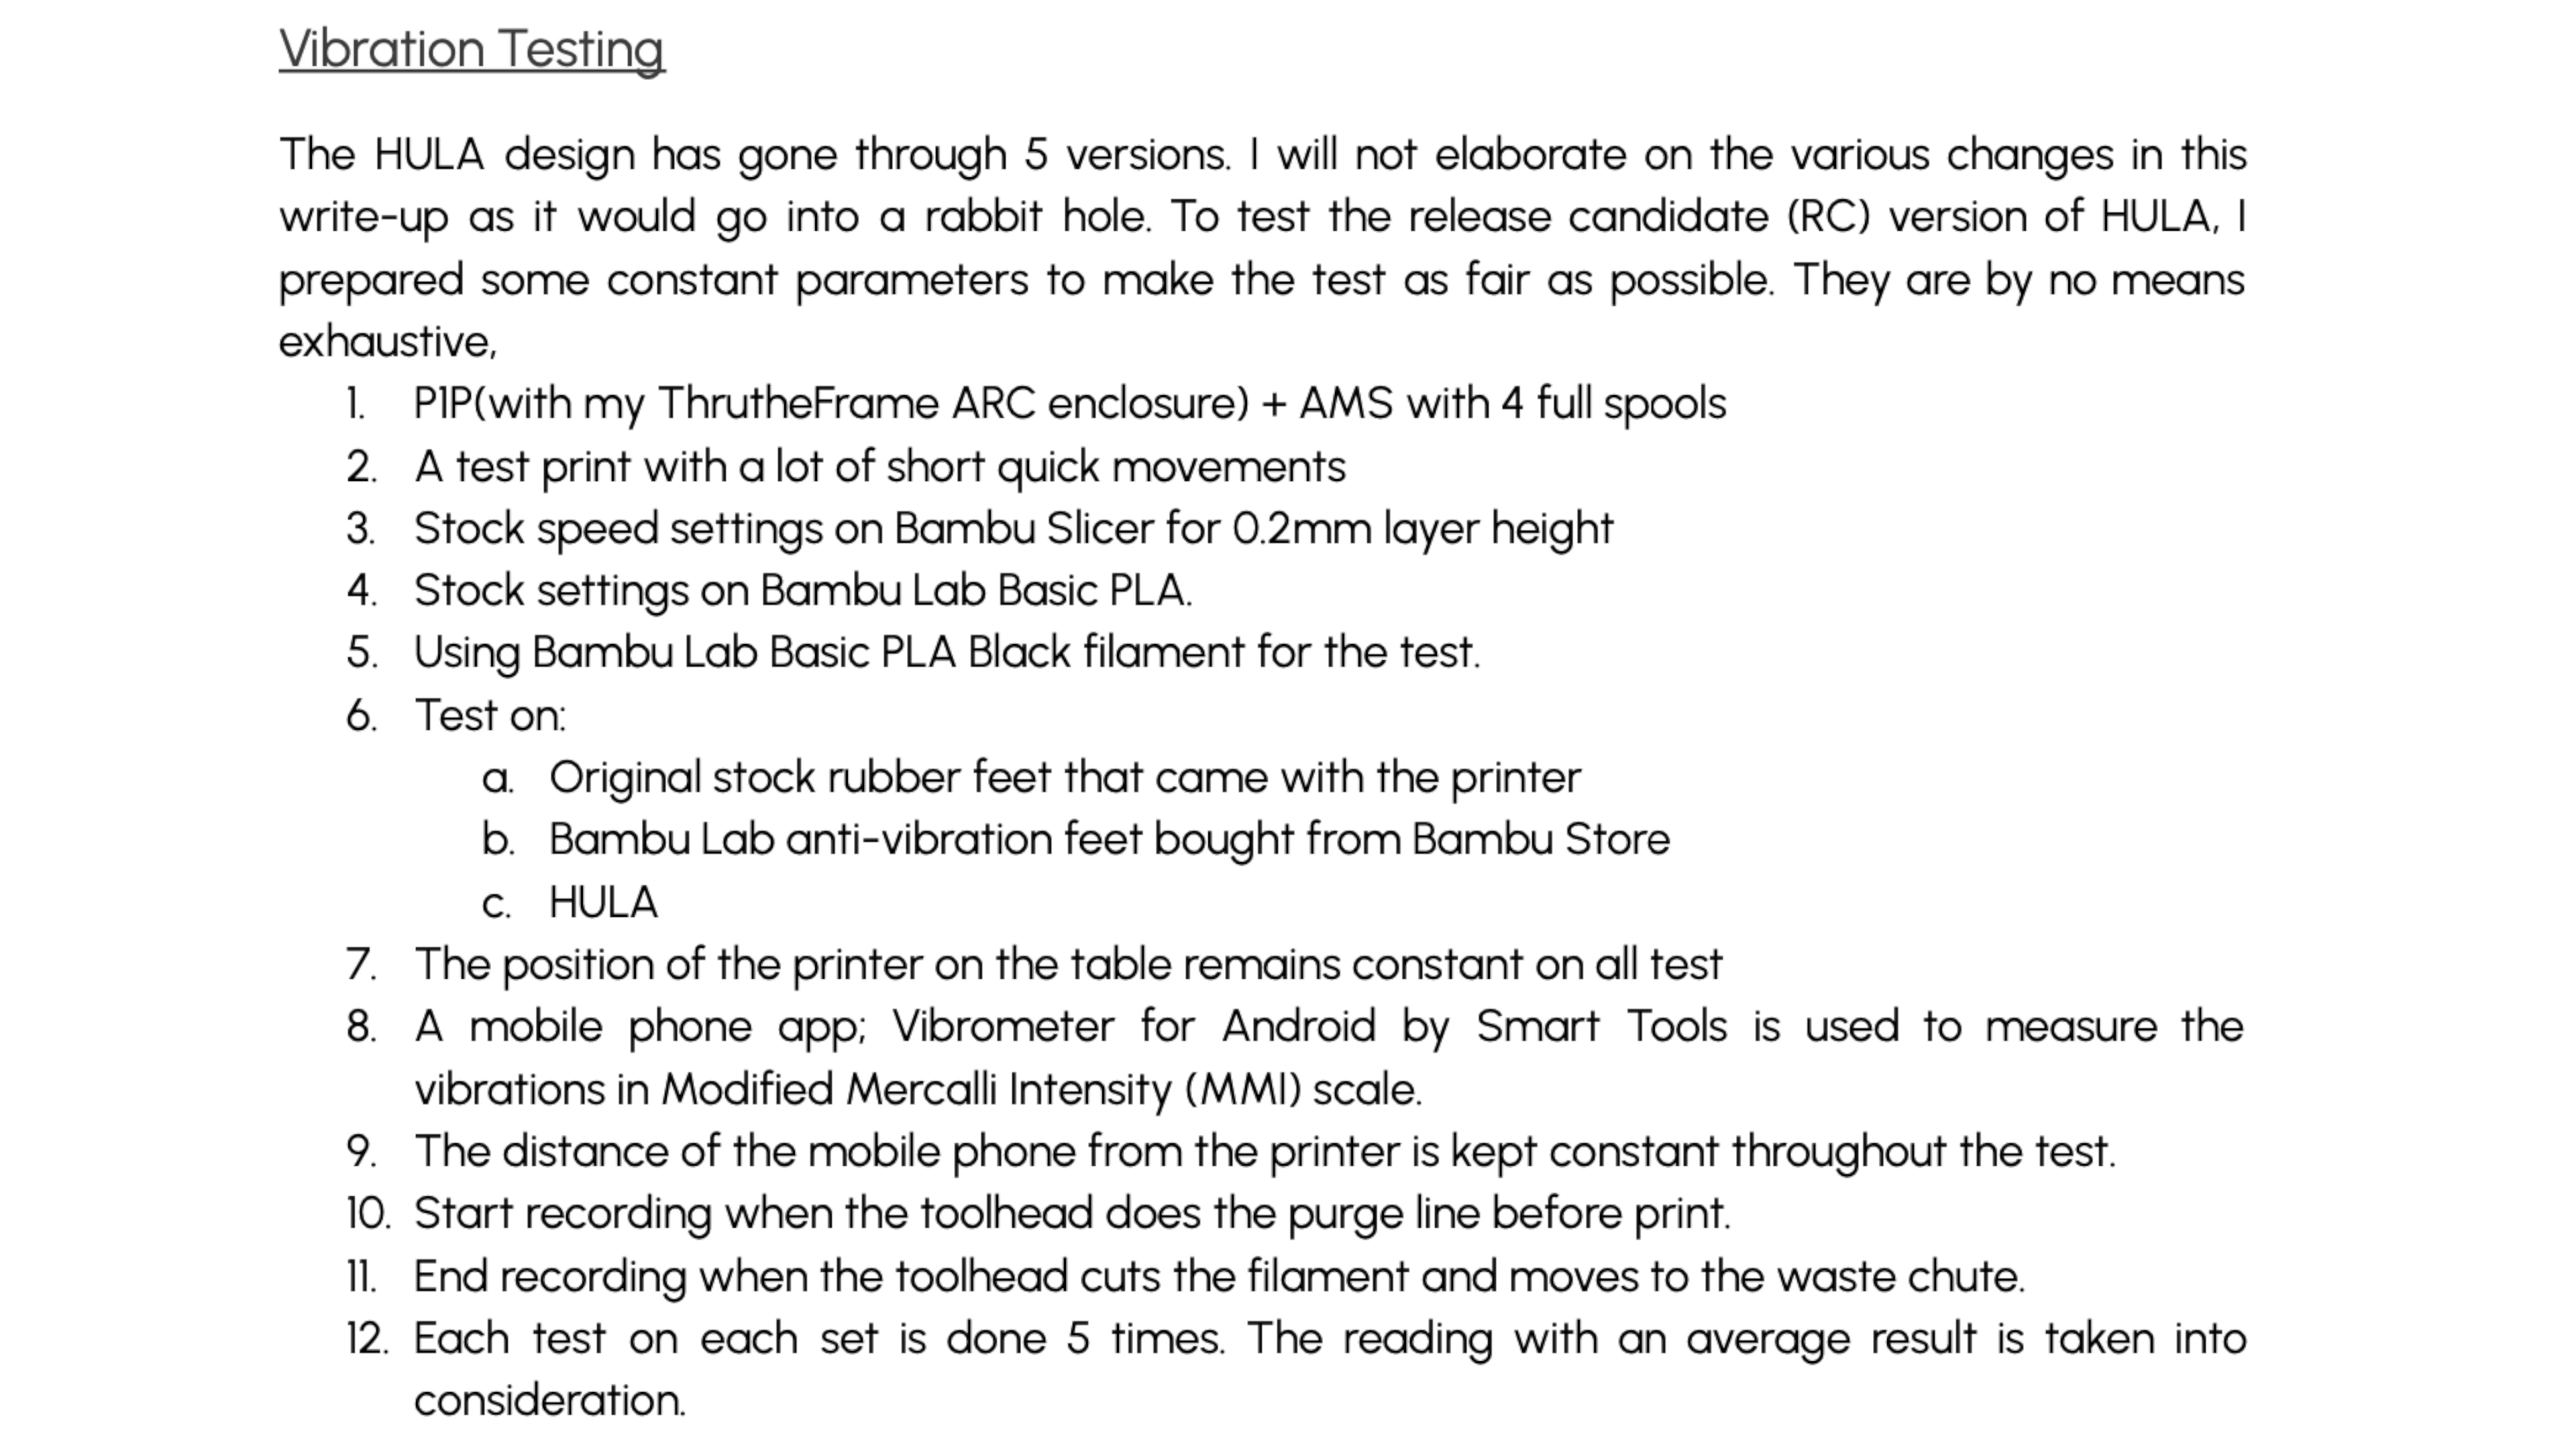 Vibration Testing
The HULA design has gone through 5 versions. I will not elaborate on the various changes in this
write-up as it would go into a rabbit hole. To test the release candidate (RC) version of HULA, I
prepared some constant parameters to make the test as fair as possible. They are by no means
exhaustive,
1. P1P(with my ThrutheFrame ARC enclosure) + AMS with 4 full spools
2. A test print with a lot of short quick movements
3. Stock speed settings on Bambu Slicer for 0.2mm layer height
4. Stock settings on Bambu Lab Basic PLA.
5. Using Bambu Lab Basic PLA Black filament for the test.
6. Test on:
a. Original stock rubber feet that came with the printer
b. Bambu Lab anti-vibration feet bought from Bambu Store
c. HULA
7. The position of the printer on the table remains constant on all test
8. A mobile phone app; Vibrometer for Android by Smart Tools is used to measure the
vibrations in Modified Mercalli Intensity (MMI) scale.
9. The distance of the mobile phone from the printer is kept constant throughout the test.
10. Start recording when the toolhead does the purge line before print.
11. End recording when the toolhead cuts the filament and moves to the waste chute.
12. Each test on each set is done 5 times. The reading with an average result is taken into
consideration.